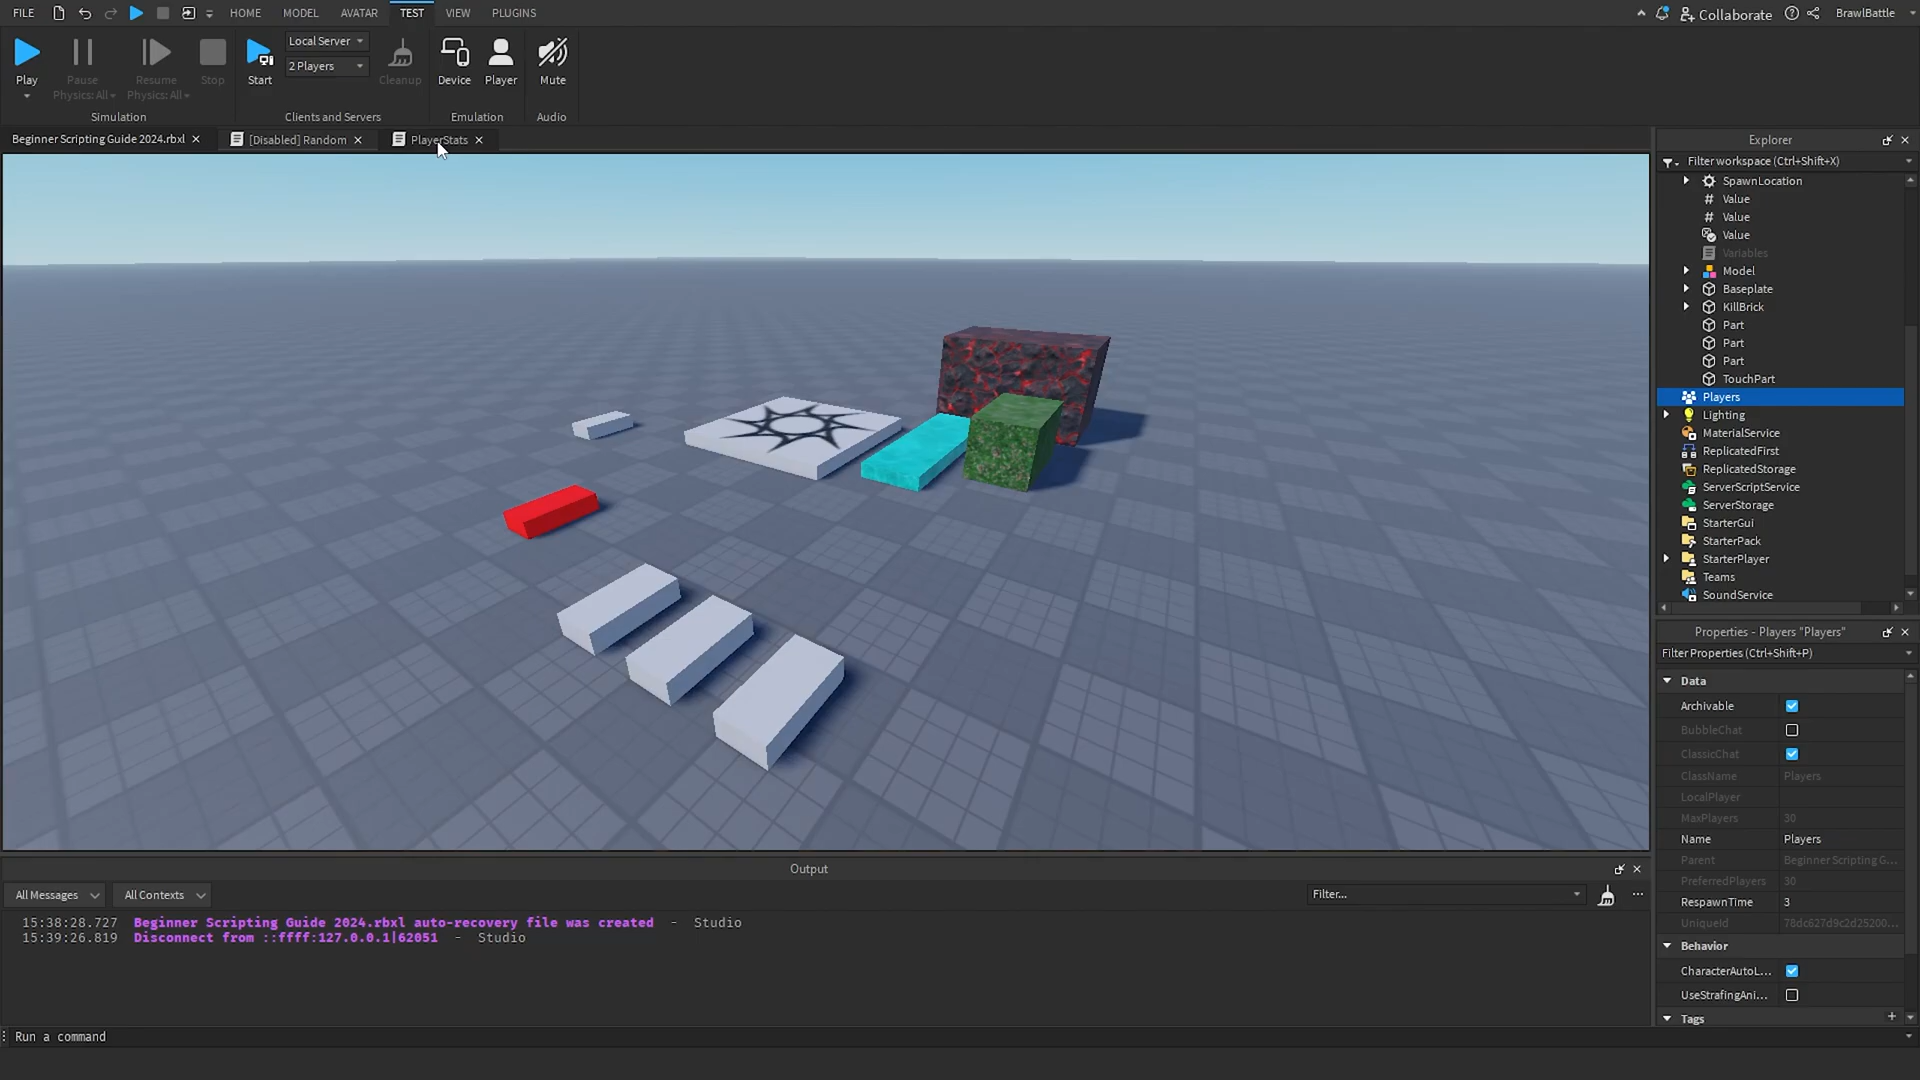 FILE HOME MODEL AVATAR TEST VIEW PLUGINS Collaborate BrawlBattle
Play Pause Resume Stop Start Local Server 2 Players Cleanup Device Player Mute
Physics: All Physics: All
Simulation Clients and Servers Emulation Audio
Beginner Scripting Guide 2024.rbxl [Disabled] Random PlayerStats
Explorer
Filter workspace (Ctrl+Shift+X)
SpawnLocation
Value
Value
Value
Variables
Model
Baseplate
KillBrick
Part
Part
Part
TouchPart
Players
Lighting
MaterialService
ReplicatedFirst
ReplicatedStorage
ServerScriptService
ServerStorage
StarterGui
StarterPack
StarterPlayer
Teams
SoundService
Properties - Players "Players"
Filter Properties (Ctrl+Shift+P)
Data
Archivable
BubbleChat
ClassicChat
ClassName Players
LocalPlayer
MaxPlayers 30
Name Players
Parent Beginner Scripting G...
PreferredPlayers 30
RespawnTime 3
UniqueId 78dc627d9c2d25200...
Behavior
CharacterAutoL...
UseStrafingAni...
Tags
Output
All Messages All Contexts Filter...
15:38:28.727 Beginner Scripting Guide 2024.rbxl auto-recovery file was created - Studio
15:39:26.819 Disconnect from ::ffff:127.0.0.1|62051 - Studio
Run a command